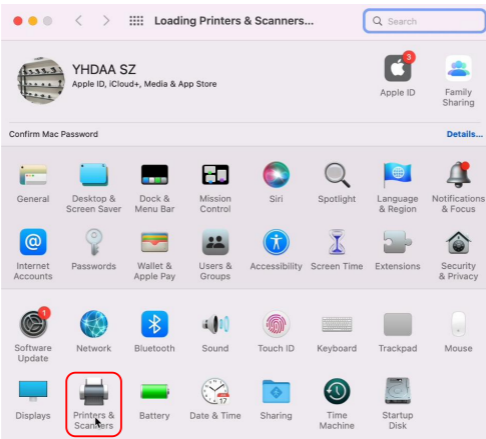 Loading Printers & Scanners...
Search
YHDAA SZ
Apple ID, iCloud+, Media & App Store
3
Apple ID
Family
Sharing
Confirm Mac Password
Details...
General
Desktop &
Screen Saver
Dock &
Menu Bar
Mission
Control
Siri
Spotlight
Language
& Region
Notifications
& Focus
@
Internet
Accounts
Passwords
Wallet &
Apple Pay
Users &
Groups
Accessibility
Screen Time
Extensions
Security
& Privacy
1
Software
Update
Network
Bluetooth
Sound
Touch ID
Keyboard
Trackpad
Mouse
Displays
Printers &
Scanners
Battery
17
Date & Time
Sharing
Time
Machine
Startup
Disk